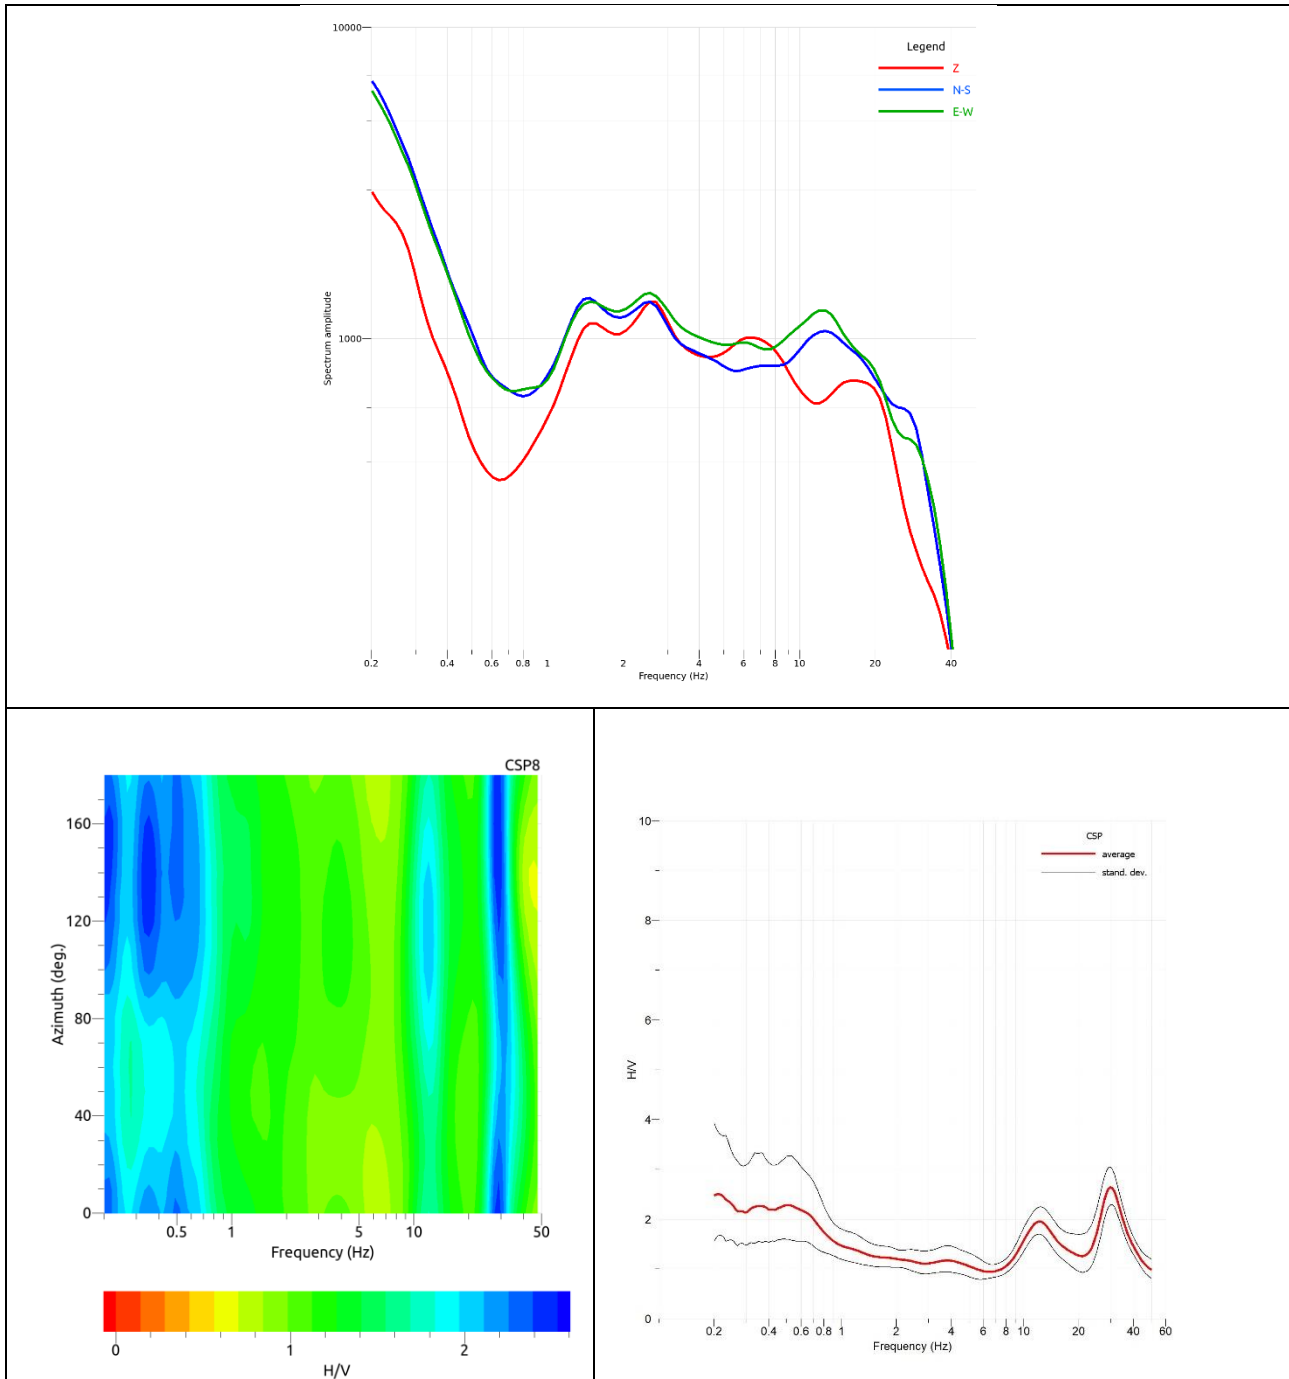 10000
Legend
Z
N-S
E-W
Spectrum amplitude
1000
0.2 0.4 0.6 0.8 1 2 4 6 8 10 20 40
Frequency (Hz)
CSP8
160
120
80
40
0
Azimuth (deg.)
0.5 1 5 10 50
Frequency (Hz)
0 1 2
H/V
10
CSP
average
stand. dev.
8
6
H/V
4
2
0
0.2 0.4 0.6 0.8 1 2 4 6 8 10 20 40 60
Frequency (Hz)